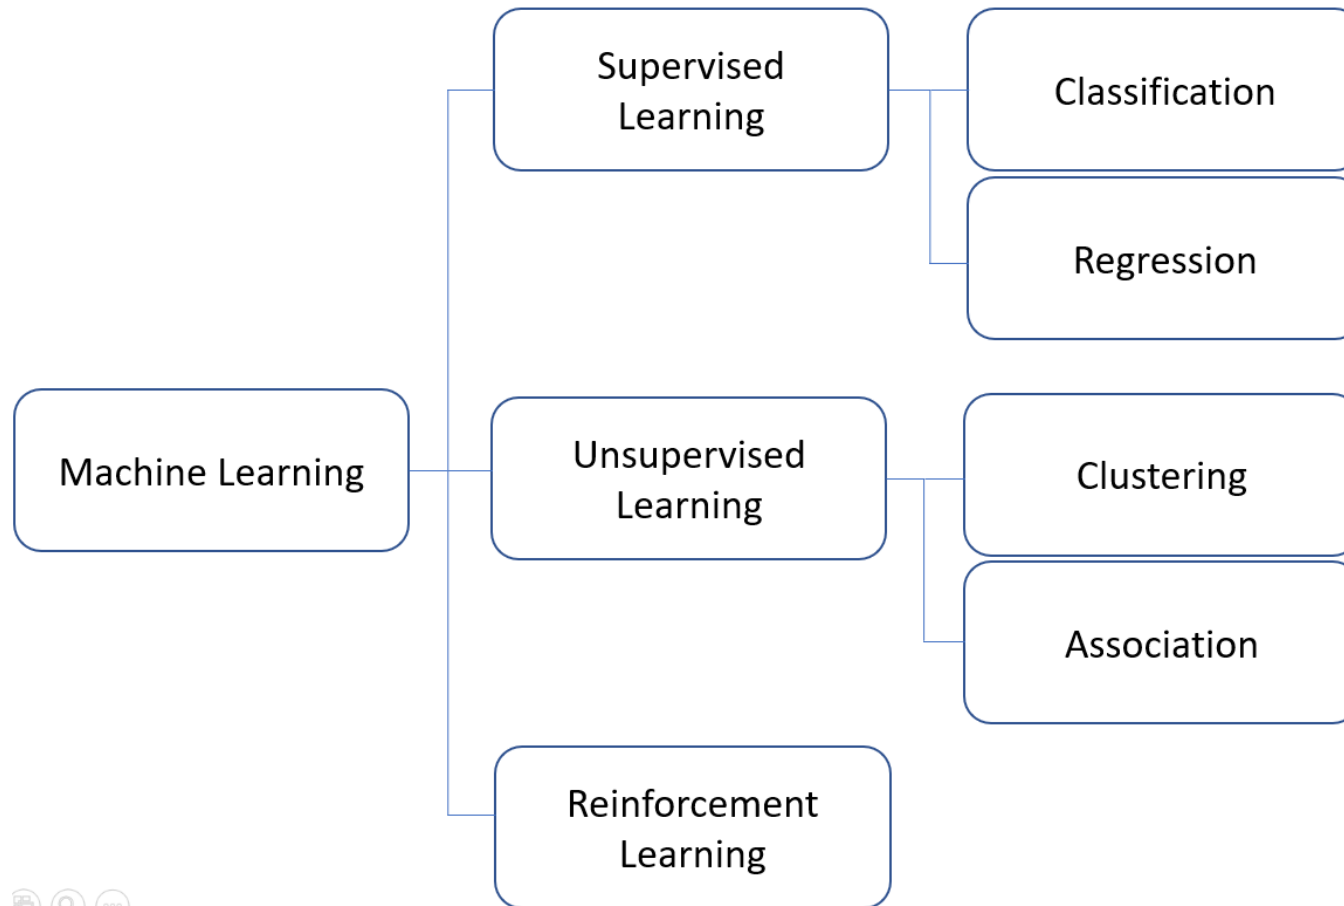 Supervised
Learning
Classification
Regression
Machine Learning
Unsupervised
Learning
Clustering
Association
Reinforcement
Learning